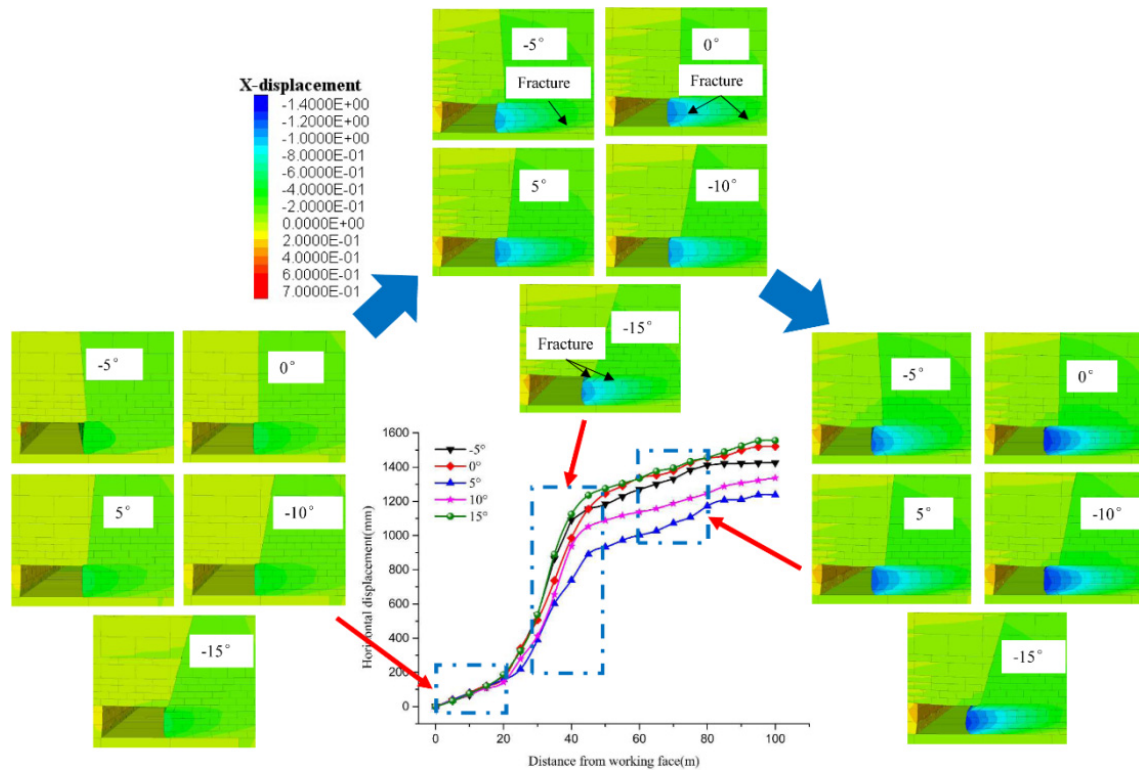 -5°
0°
Fracture
Fracture
5°
-10°
X-displacement
-1.4000E+00
-1.2000E+00
-1.0000E+00
-8.0000E-01
-6.0000E-01
-4.0000E-01
-2.0000E-01
0.0000E+00
2.0000E-01
4.0000E-01
6.0000E-01
7.0000E-01
-15°
Fracture
-5°
0°
5°
-10°
-15°
-5°
0°
5°
-10°
-15°
1600
1400
1200
1000
800
600
400
200
0
-5°
0°
5°
10°
15°
Horizontal displacement(mm)
0
20
40
60
80
100
Distance from working face(m)